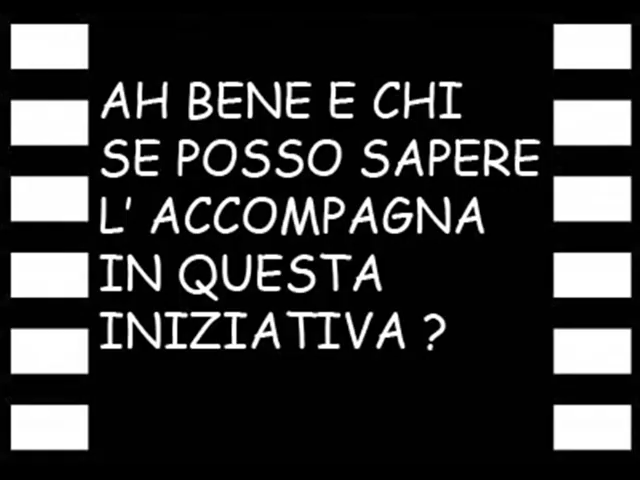 AH BENE E CHI
SE POSSO SAPERE
L' ACCOMPAGNA
IN QUESTA
INIZIATIVA ?